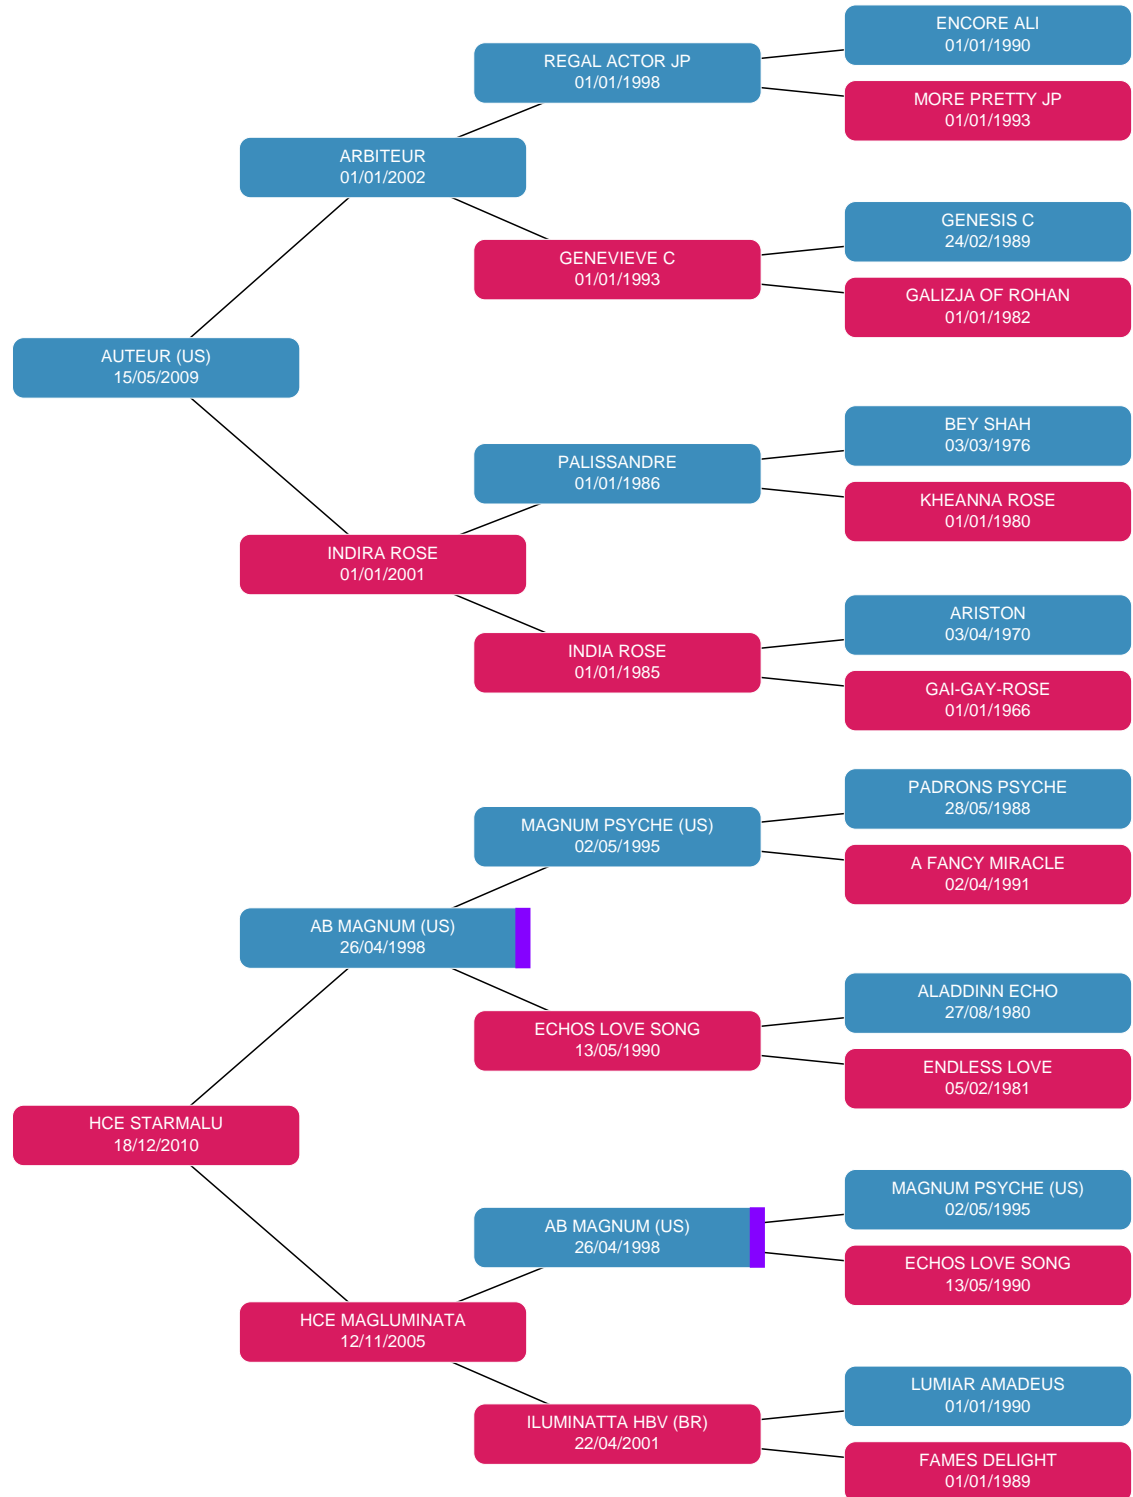 ENCORE ALI
01/01/1990
REGAL ACTOR JP
01/01/1998
MORE PRETTY JP
01/01/1993
ARBITEUR
01/01/2002
GENESIS C
24/02/1989
GENEVIEVE C
01/01/1993
GALIZJA OF ROHAN
01/01/1982
AUTEUR (US)
15/05/2009
BEY SHAH
03/03/1976
PALISSANDRE
01/01/1986
KHEANNA ROSE
01/01/1980
INDIRA ROSE
01/01/2001
ARISTON
03/04/1970
INDIA ROSE
01/01/1985
GAI-GAY-ROSE
01/01/1966
PADRONS PSYCHE
28/05/1988
MAGNUM PSYCHE (US)
02/05/1995
A FANCY MIRACLE
02/04/1991
AB MAGNUM (US)
26/04/1998
ALADDINN ECHO
27/08/1980
ECHOS LOVE SONG
13/05/1990
ENDLESS LOVE
05/02/1981
HCE STARMALU
18/12/2010
MAGNUM PSYCHE (US)
02/05/1995
AB MAGNUM (US)
26/04/1998
ECHOS LOVE SONG
13/05/1990
HCE MAGLUMINATA
12/11/2005
LUMIAR AMADEUS
01/01/1990
ILUMINATTA HBV (BR)
22/04/2001
FAMES DELIGHT
01/01/1989